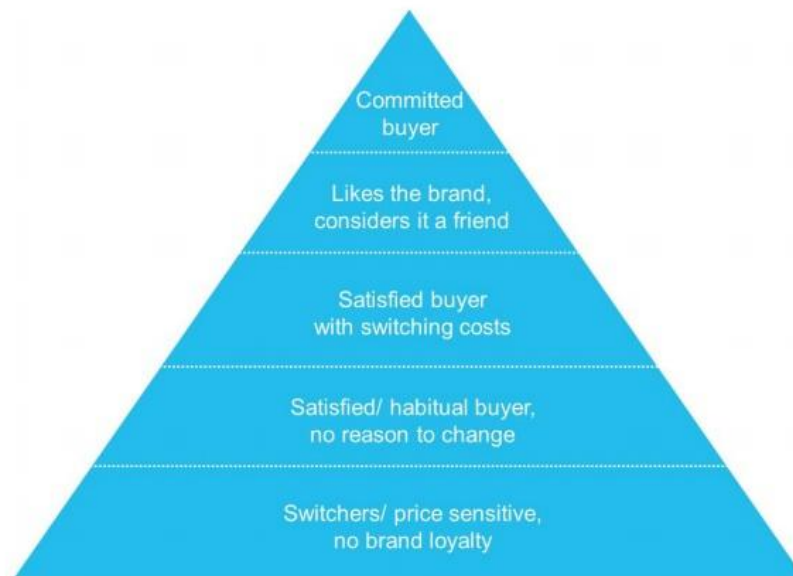 Committed
buyer
Likes the brand,
considers it a friend
Satisfied buyer
with switching costs
Satisfied/ habitual buyer,
no reason to change
Switchers/ price sensitive,
no brand loyalty